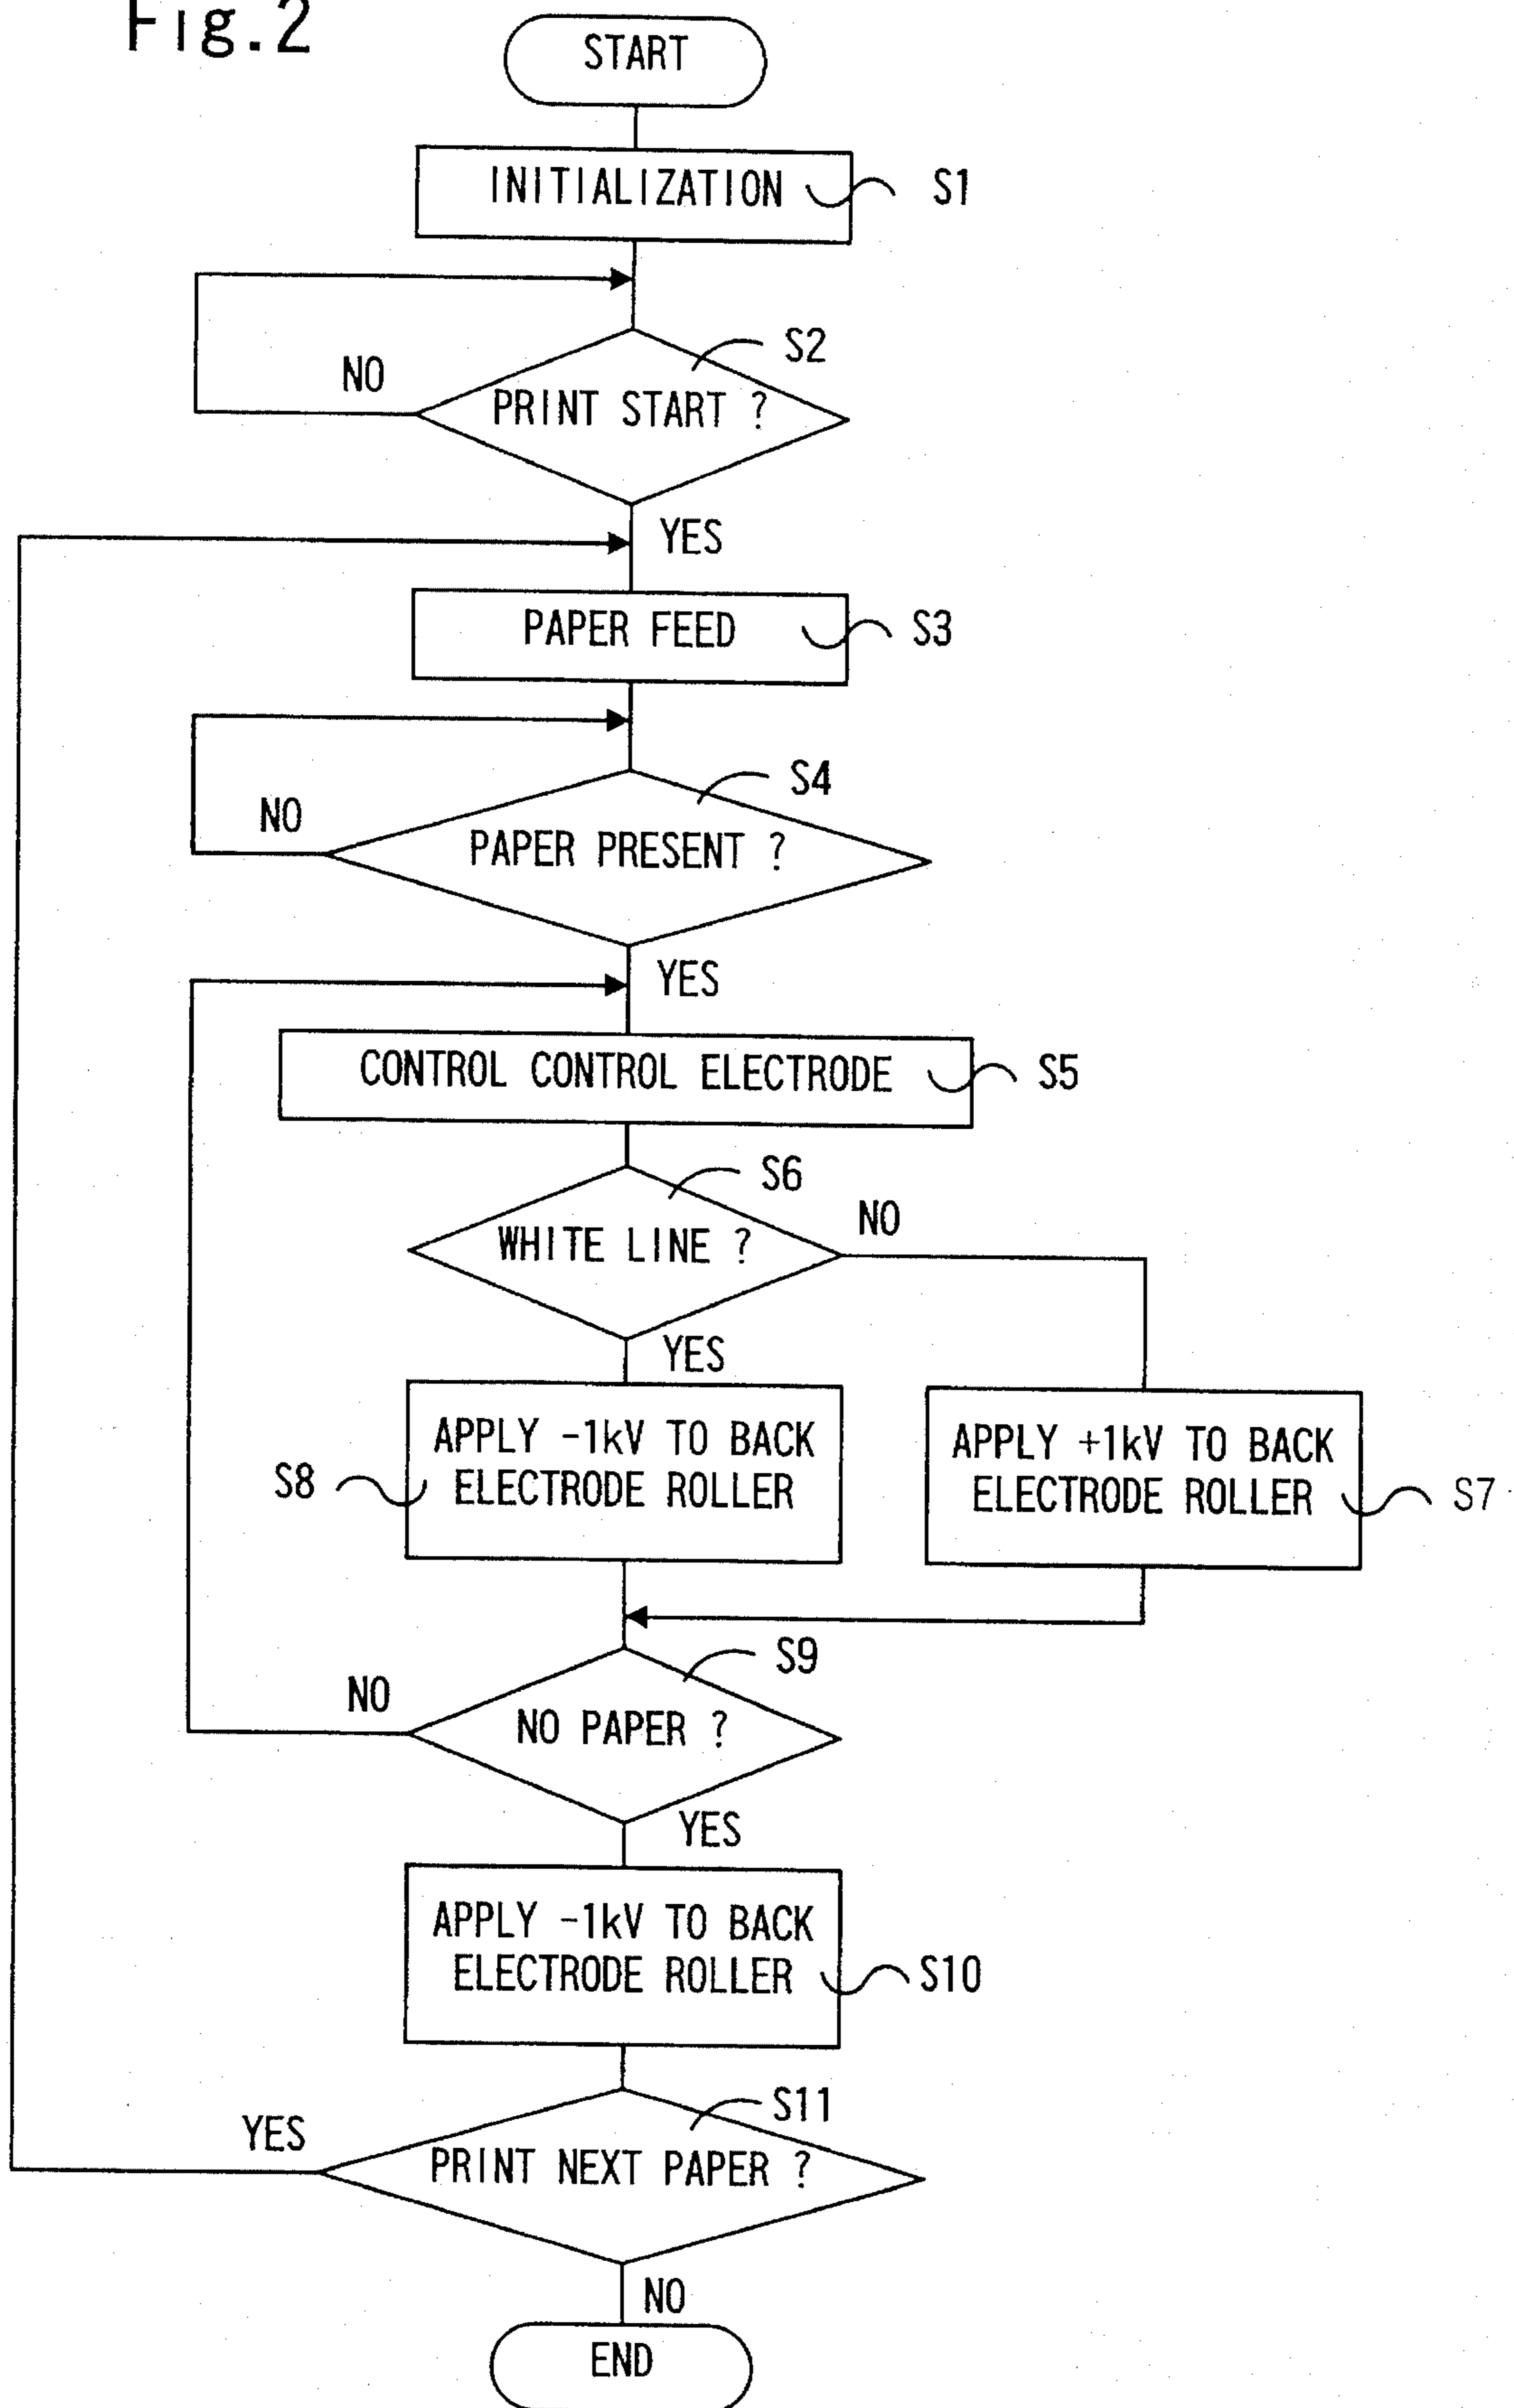 Fig.2
START
INITIALIZATION S1
S2
NO
PRINT START ?
YES
PAPER FEED S3
S4
NO
PAPER PRESENT ?
YES
CONTROL CONTROL ELECTRODE S5
S6
NO
WHITE LINE ?
YES
APPLY -1kV TO BACK
ELECTRODE ROLLER
S8
APPLY +1kV TO BACK
ELECTRODE ROLLER
S7
S9
NO
NO PAPER ?
YES
APPLY -1kV TO BACK
ELECTRODE ROLLER S10
S11
YES
PRINT NEXT PAPER ?
NO
END